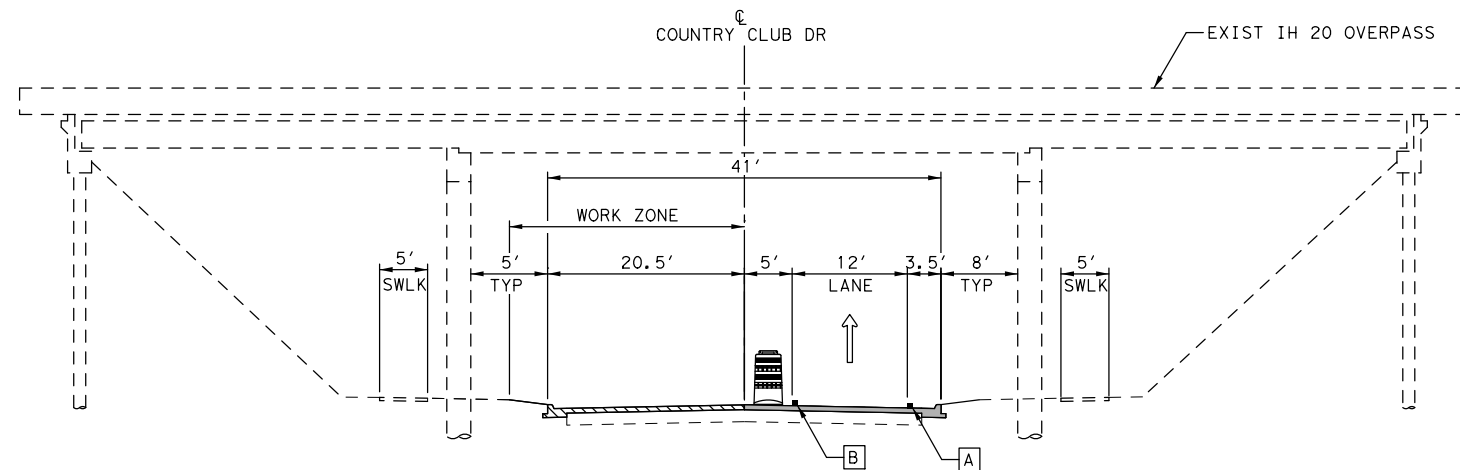 ℄
COUNTRY CLUB DR
EXIST IH 20 OVERPASS
41'
WORK ZONE
5'
SWLK
5'
TYP
20.5'
5'
12'
LANE
3.5'
8'
TYP
5'
SWLK
B
A